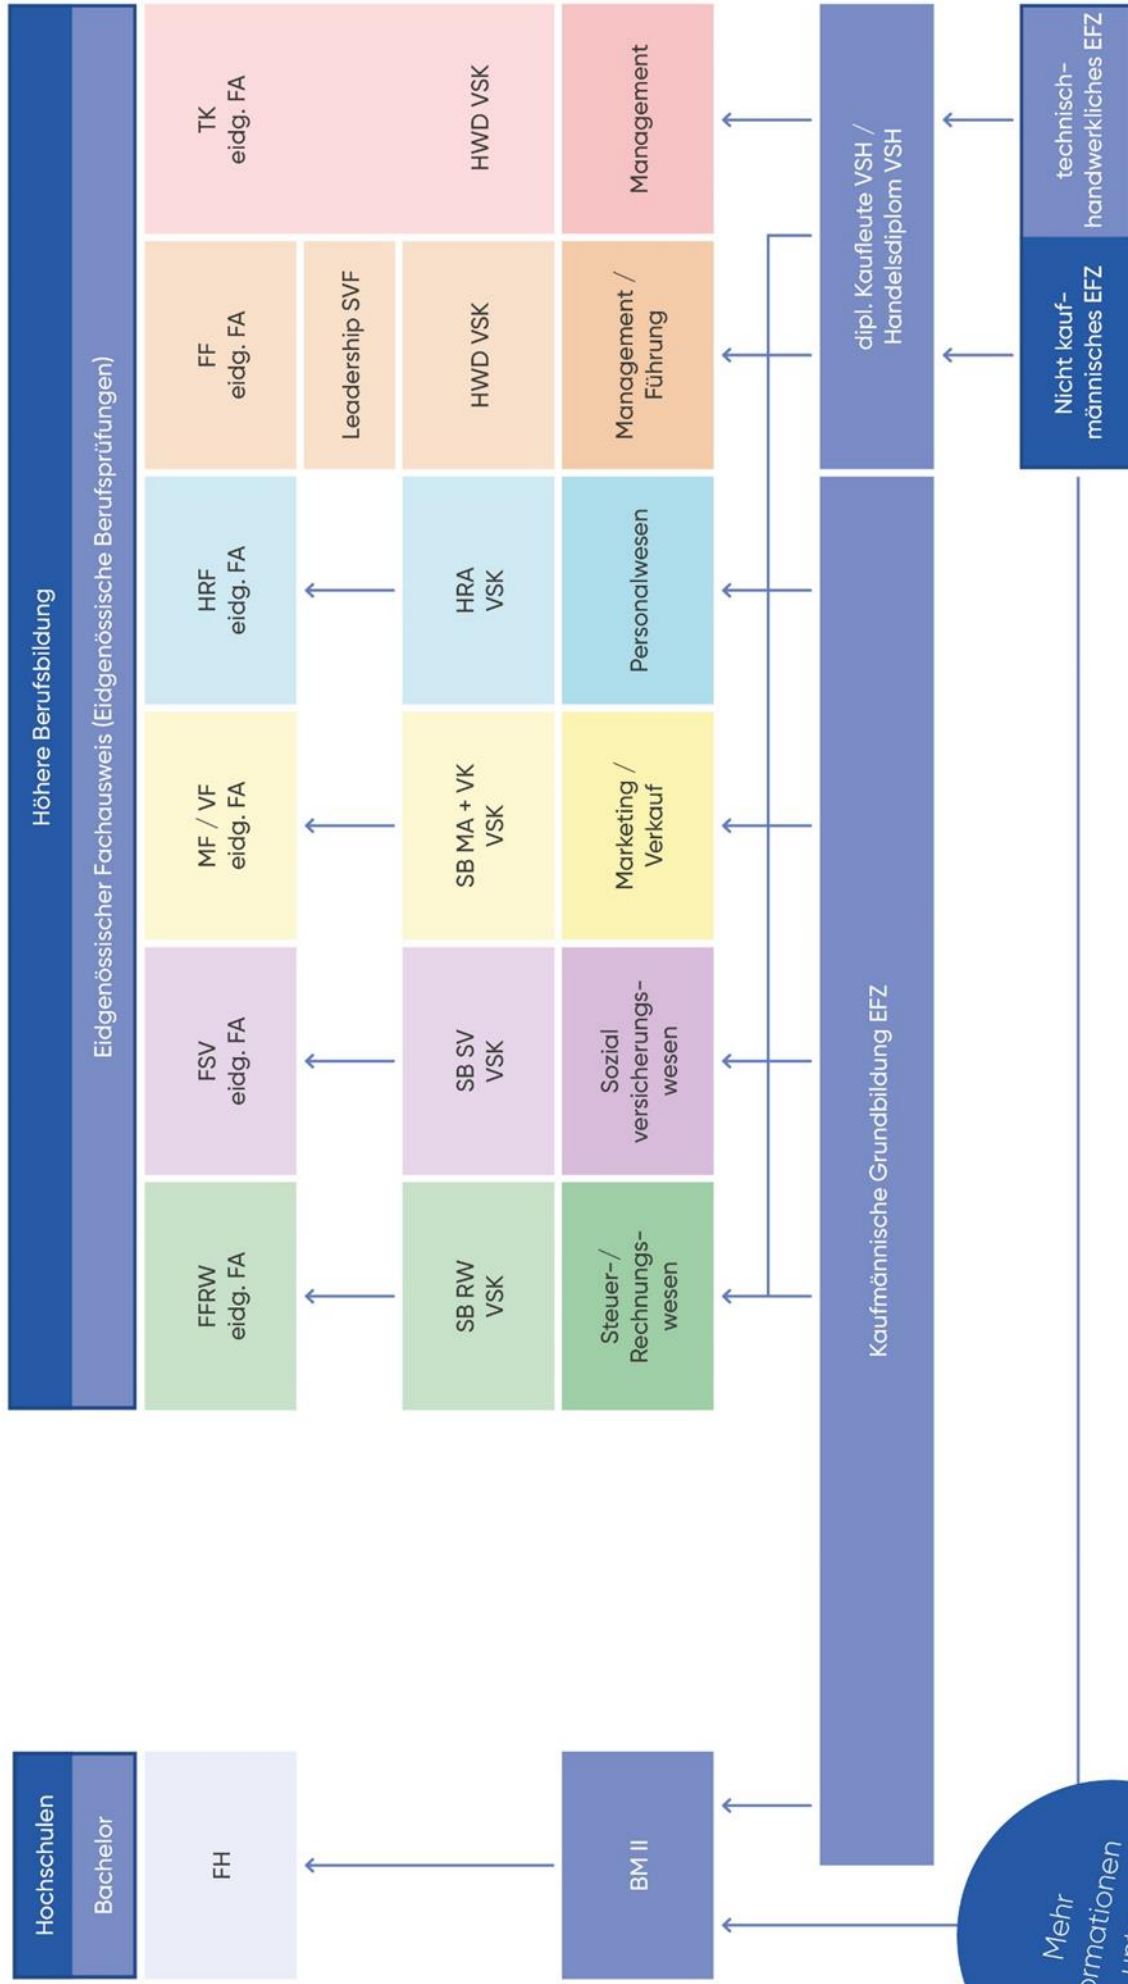 Hochschulen
Bachelor
Höhere Berufsbildung
Eidgenössischer Fachausweis (Eidgenössische Berufsprüfungen)
FH
FFRW
eidg. FA
FSV
eidg. FA
MF / VF
eidg. FA
HRF
eidg. FA
FF
eidg. FA
TK
eidg. FA
Leadership SVF
SB RW
VSK
SB SV
VSK
SB MA + VK
VSK
HRA
VSK
HWD VSK
HWD VSK
BM II
Steuer-/
Rechnungs-
wesen
Sozial
versicherungs-
wesen
Marketing /
Verkauf
Personalwesen
Management /
Führung
Management
Kaufmännische Grundbildung EFZ
dipl. Kaufleute VSH /
Handelsdiplom VSH
Nicht kauf-
männisches EFZ
technisch-
handwerkliches EFZ
Mehr
ormationen